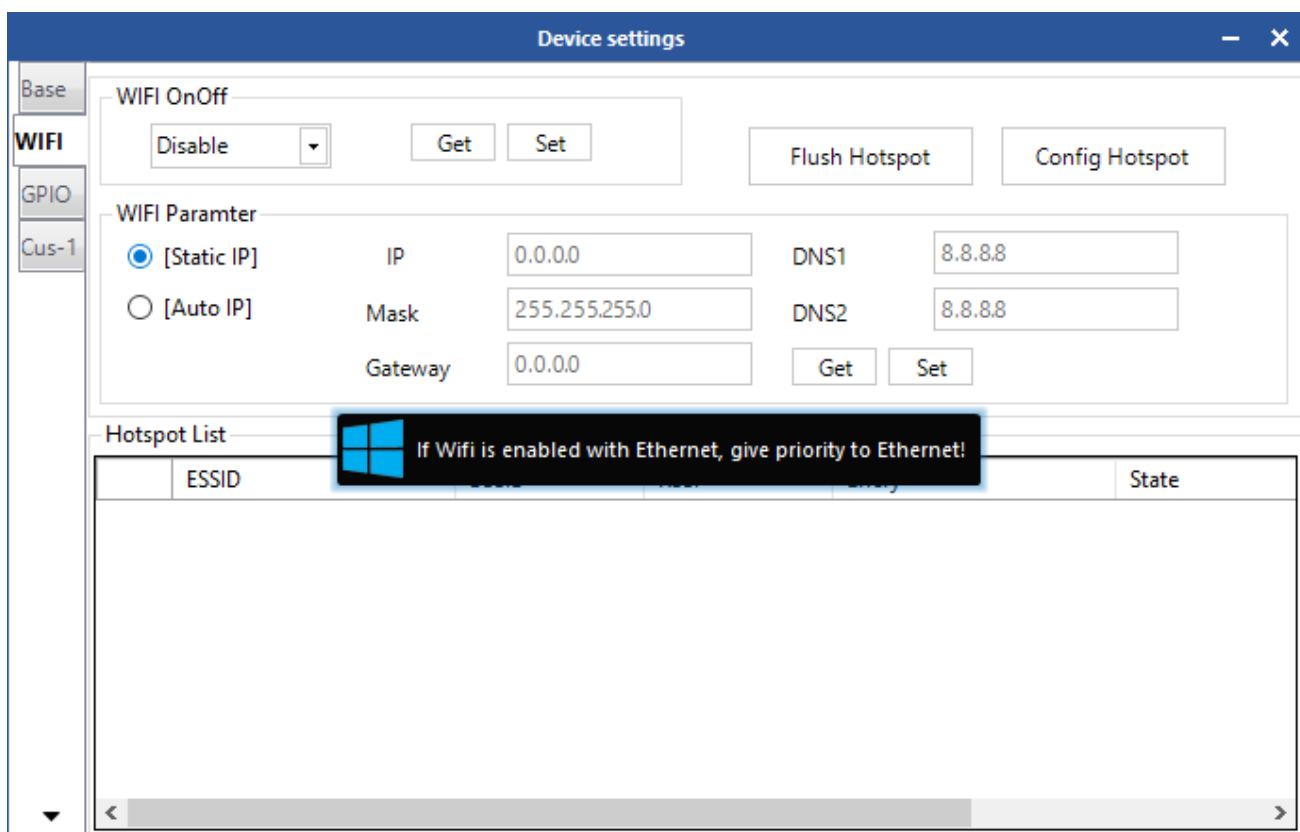 Device settings
Base
WIFI
GPIO
Cus-1
WIFI OnOff
Disable
Get
Set
Flush Hotspot
Config Hotspot
WIFI Paramter
[Static IP]
[Auto IP]
IP
0.0.0.0
Mask
255.255.255.0
Gateway
0.0.0.0
DNS1
8.8.8.8
DNS2
8.8.8.8
Get
Set
Hotspot List
If Wifi is enabled with Ethernet, give priority to Ethernet!
ESSID
State